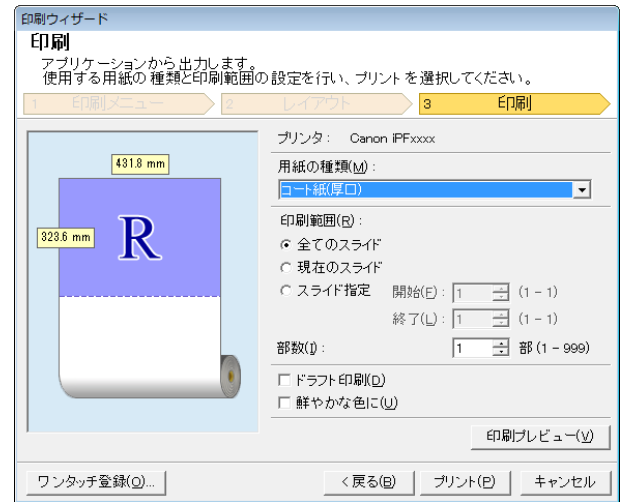 印刷ウィザード
印刷
アプリケーションから出力します。
使用する用紙の種類と印刷範囲の設定を行い、プリントを選択してください。
1 印刷メニュー 2 レイアウト 3 印刷
431.8 mm
323.6 mm
R
プリンタ： Canon iPFxxxx
用紙の種類(M)：
コート紙(厚口)
印刷範囲(R)：
全てのスライド
現在のスライド
スライド指定 開始(F)： 1 (1 - 1)
終了(L)： 1 (1 - 1)
部数(I)： 1 部 (1 - 999)
ドラフト印刷(D)
鮮やかな色に(U)
印刷プレビュー(V)
ワンタッチ登録(O)... < 戻る(B) プリント(P) キャンセル